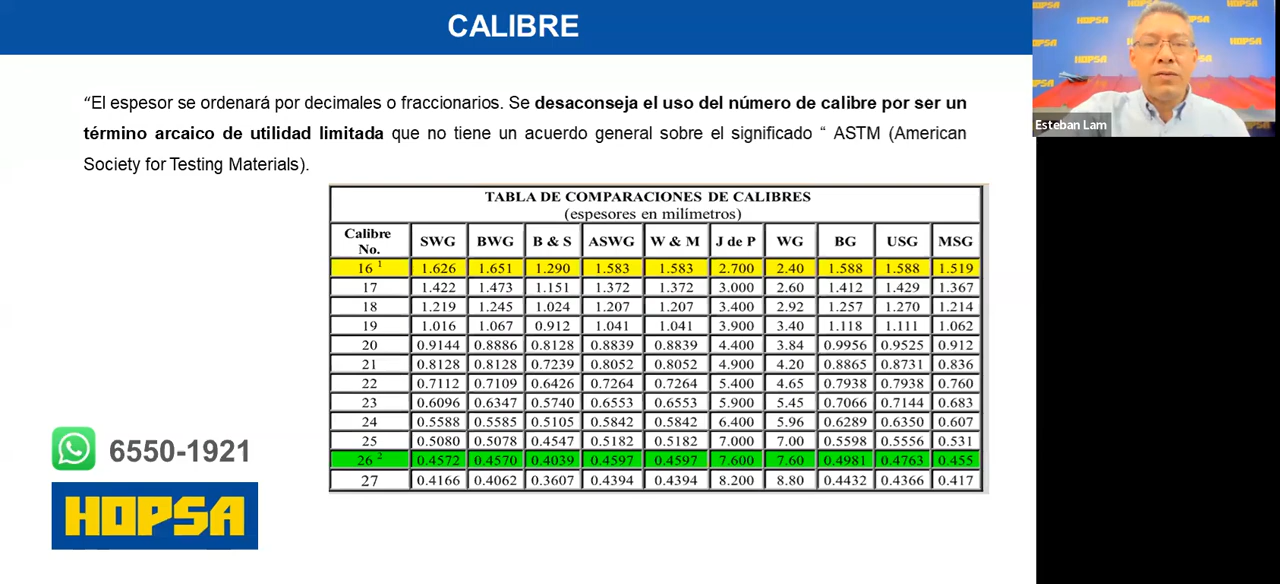 CALIBRE
“El espesor se ordenará por decimales o fraccionarios. Se desaconseja el uso del número de calibre por ser un
término arcaico de utilidad limitada que no tiene un acuerdo general sobre el significado “ ASTM (American
Society for Testing Materials).
TABLA DE COMPARACIONES DE CALIBRES
(espesores en milímetros)
Calibre No. SWG BWG B & S ASWG W & M J de P WG BG USG MSG
16 1 1.626 1.651 1.290 1.583 1.583 2.700 2.40 1.588 1.588 1.519
17 1.422 1.473 1.151 1.372 1.372 3.000 2.60 1.412 1.429 1.367
18 1.219 1.245 1.024 1.207 1.207 3.400 2.92 1.257 1.270 1.214
19 1.016 1.067 0.912 1.041 1.041 3.900 3.40 1.118 1.111 1.062
20 0.9144 0.8886 0.8128 0.8839 0.8839 4.400 3.84 0.9956 0.9525 0.912
21 0.8128 0.8128 0.7239 0.8052 0.8052 4.900 4.20 0.8865 0.8731 0.836
22 0.7112 0.7109 0.6426 0.7264 0.7264 5.400 4.65 0.7938 0.7938 0.760
23 0.6096 0.6347 0.5740 0.6553 0.6553 5.900 5.45 0.7066 0.7144 0.683
24 0.5588 0.5585 0.5105 0.5842 0.5842 6.400 5.96 0.6289 0.6350 0.607
25 0.5080 0.5078 0.4547 0.5182 0.5182 7.000 7.00 0.5598 0.5556 0.531
26 2 0.4572 0.4570 0.4039 0.4597 0.4597 7.600 7.60 0.4981 0.4763 0.455
27 0.4166 0.4062 0.3607 0.4394 0.4394 8.200 8.80 0.4432 0.4366 0.417
6550-1921
HOPSA
HOPSA
HOPSA
HOPSA
HOPSA
Esteban Lam